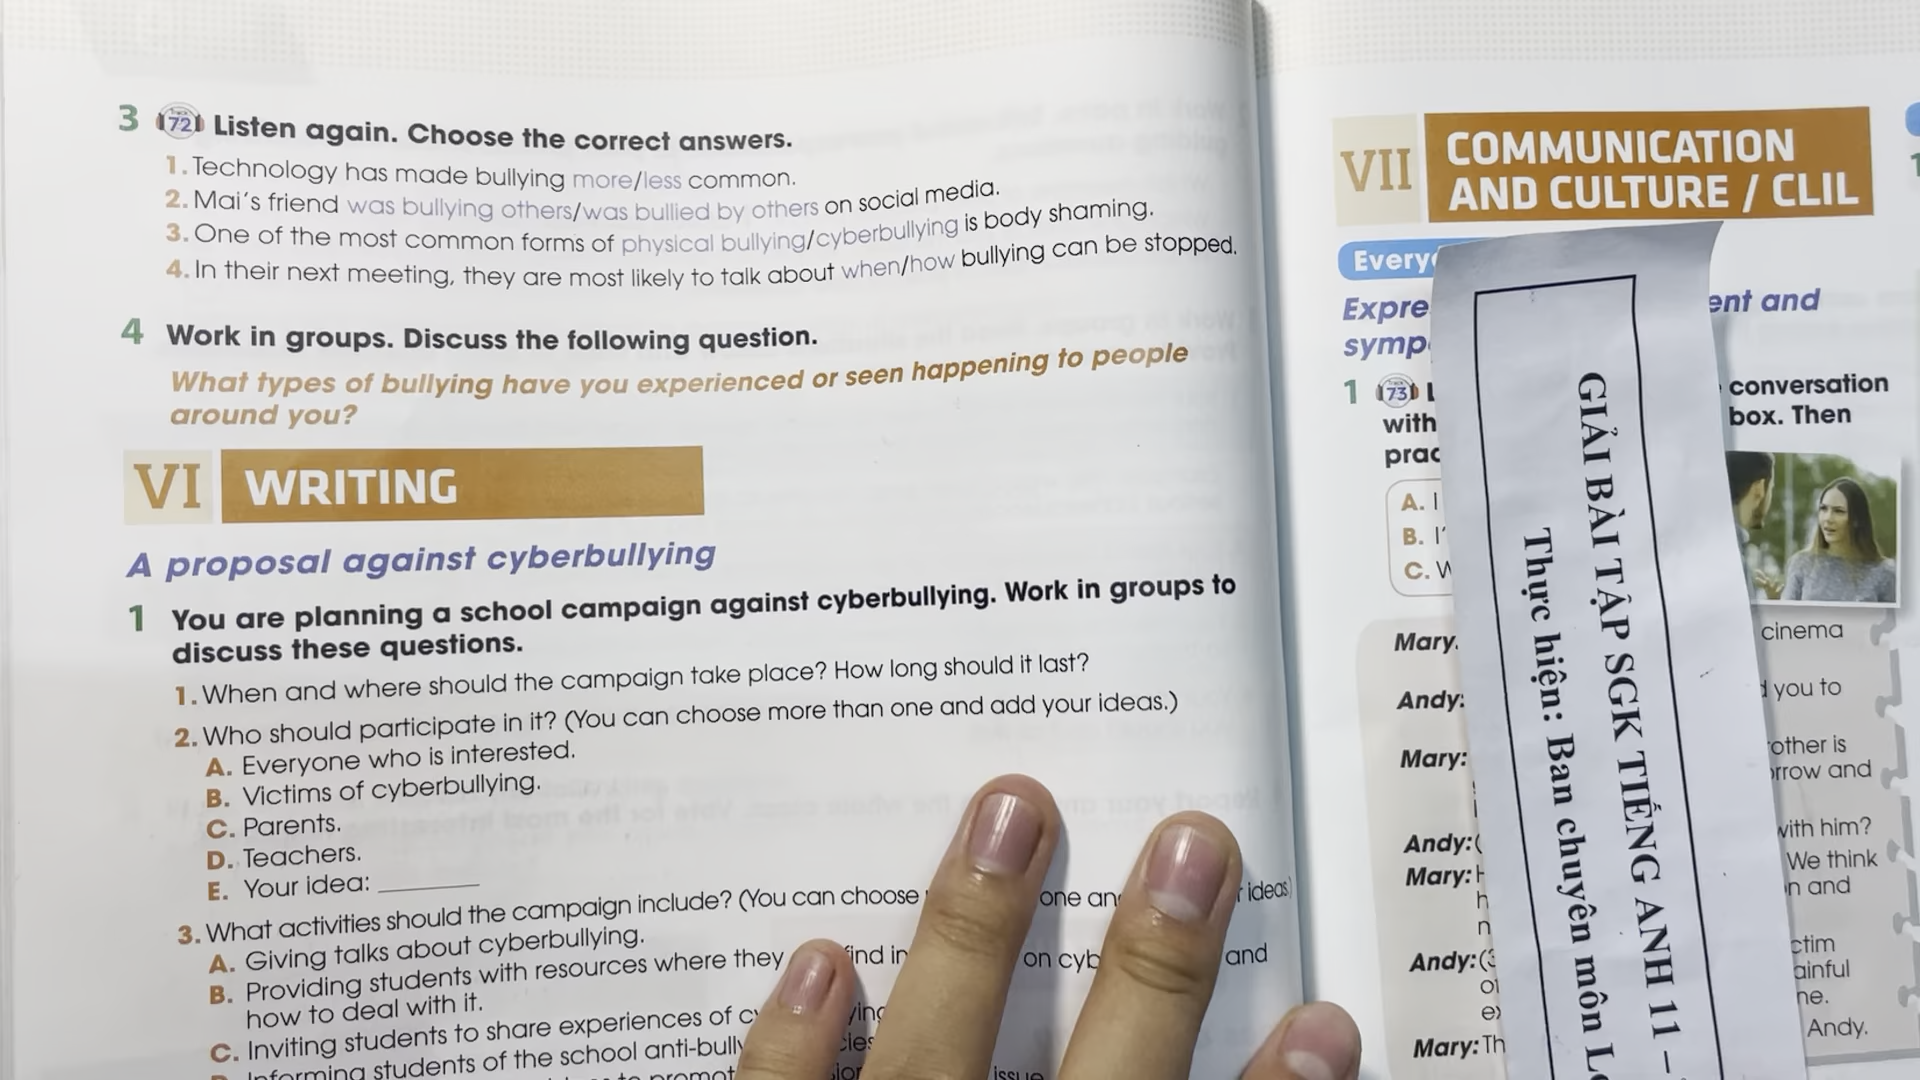 3 72 Listen again. Choose the correct answers.
1. Technology has made bullying more/less common.
2. Mai's friend was bullying others/was bullied by others on social media.
3. One of the most common forms of physical bullying/cyberbullying is body shaming.
4. In their next meeting, they are most likely to talk about when/how bullying can be stopped.
4 Work in groups. Discuss the following question.
What types of bullying have you experienced or seen happening to people
around you?
VI WRITING
A proposal against cyberbullying
1 You are planning a school campaign against cyberbullying. Work in groups to
discuss these questions.
1. When and where should the campaign take place? How long should it last?
2. Who should participate in it? (You can choose more than one and add your ideas.)
A. Everyone who is interested.
B. Victims of cyberbullying.
C. Parents.
D. Teachers.
E. Your idea:
3. What activities should the campaign include? (You can choose one ideas.)
A. Giving talks about cyberbullying.
B. Providing students with resources where they and
how to deal with it.
C. Inviting students to share experiences of
Informing students of the school
issue
VII COMMUNICATION
AND CULTURE / CLIL
and
1 73 conversation
with box. Then
A. I
B.
C.
Mary: cinema
Andy: you to
Mary: and
Andy: with him?
Mary: We think
and
Andy:
Andy.
Mary:
GIẢI BÀI TẬP SGK TIẾNG ANH 11 –
Thực hiện: Ban chuyên môn